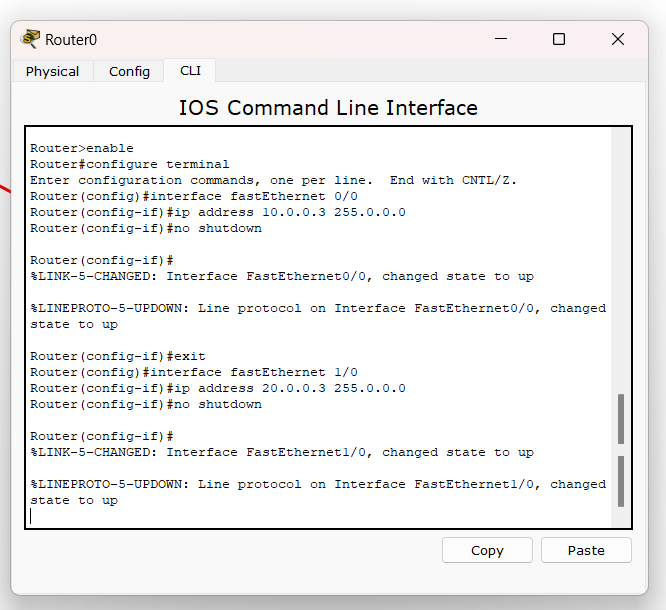 Router0
Physical Config CLI
IOS Command Line Interface
Router>enable
Router#configure terminal
Enter configuration commands, one per line.  End with CNTL/Z.
Router(config)#interface fastEthernet 0/0
Router(config-if)#ip address 10.0.0.3 255.0.0.0
Router(config-if)#no shutdown
Router(config-if)#
%LINK-5-CHANGED: Interface FastEthernet0/0, changed state to up
%LINEPROTO-5-UPDOWN: Line protocol on Interface FastEthernet0/0, changed
state to up
Router(config-if)#exit
Router(config)#interface fastEthernet 1/0
Router(config-if)#ip address 20.0.0.3 255.0.0.0
Router(config-if)#no shutdown
Router(config-if)#
%LINK-5-CHANGED: Interface FastEthernet1/0, changed state to up
%LINEPROTO-5-UPDOWN: Line protocol on Interface FastEthernet1/0, changed
state to up
Copy Paste